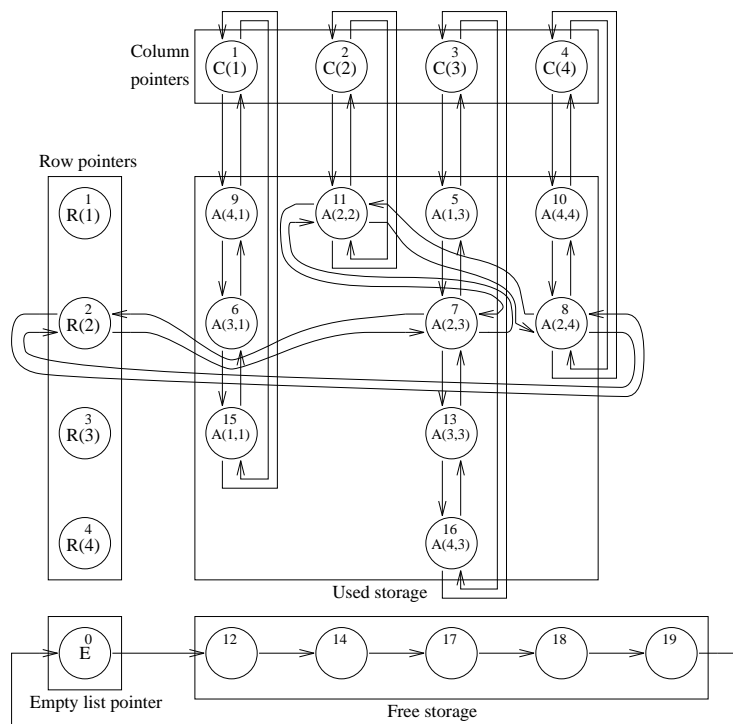 Column
pointers
1 2 3 4
C(1) C(2) C(3) C(4)
Row pointers
1 9 11 5 10
R(1) A(4,1) A(2,2) A(1,3) A(4,4)
2 6 7 8
R(2) A(3,1) A(2,3) A(2,4)
3 15 13
R(3) A(1,1) A(3,3)
4 16
R(4) A(4,3)
Used storage
0 12 14 17 18 19
E
Empty list pointer
Free storage